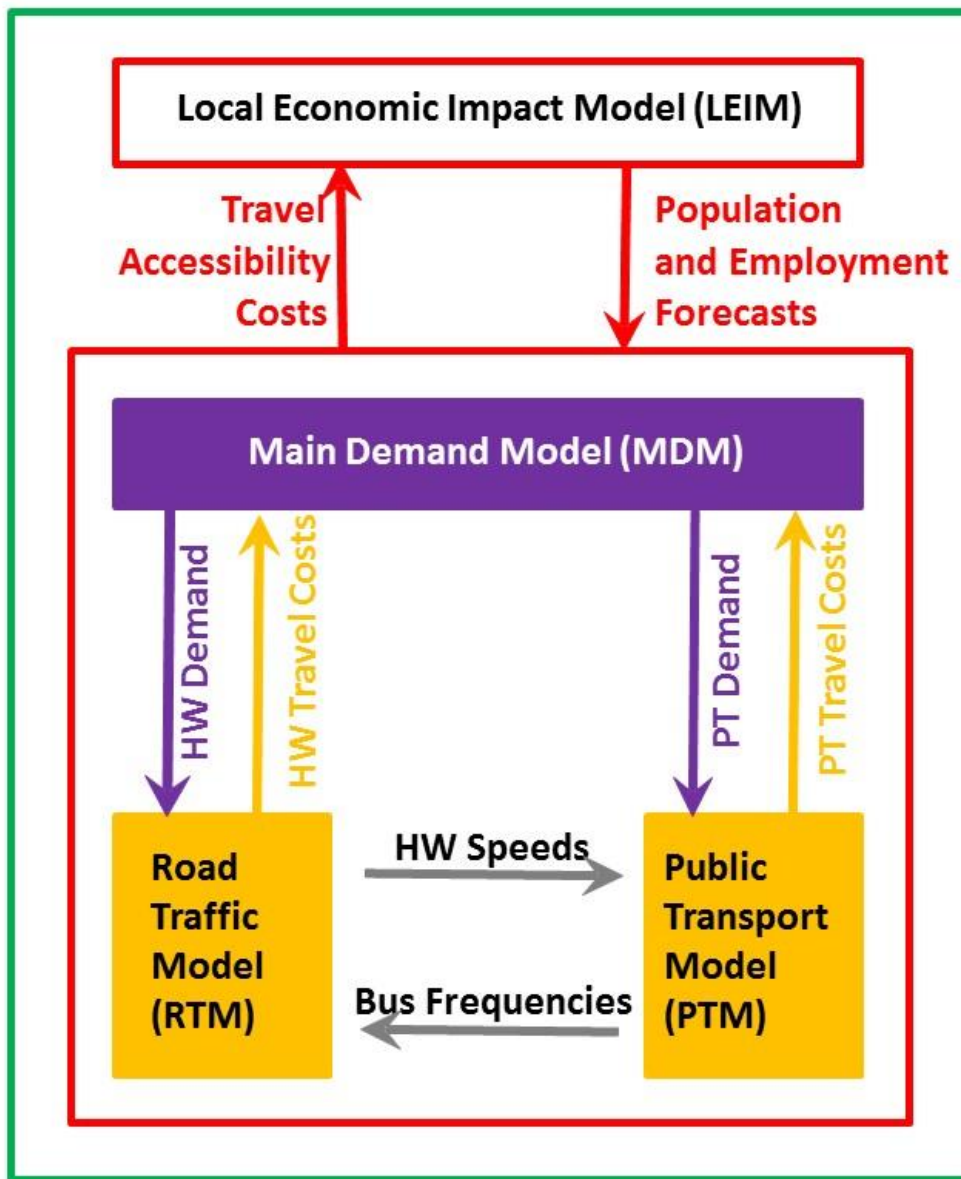 Local Economic Impact Model (LEIM)
Travel
Accessibility
Costs
Population
and Employment
Forecasts
Main Demand Model (MDM)
HW Demand
HW Travel Costs
PT Demand
PT Travel Costs
Road
Traffic
Model
(RTM)
HW Speeds
Bus Frequencies
Public
Transport
Model
(PTM)